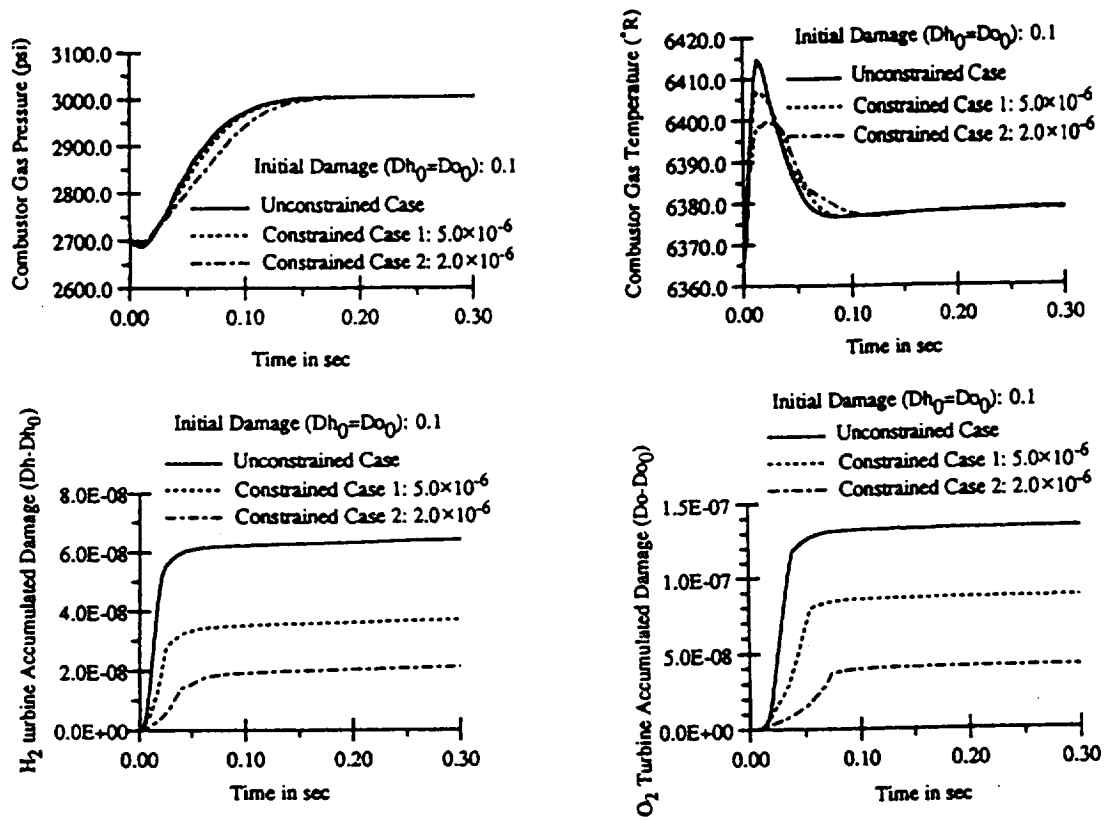 Combustor Gas Pressure (psi)
3100.0
3000.0
2900.0
2800.0
2700.0
2600.0
Initial Damage (Dh0=Do0): 0.1
Unconstrained Case
Constrained Case 1: 5.0×10-6
Constrained Case 2: 2.0×10-6
0.00 0.10 0.20 0.30
Time in sec
Combustor Gas Temperature (°R)
6420.0
6410.0
6400.0
6390.0
6380.0
6370.0
6360.0
Initial Damage (Dh0=Do0): 0.1
Unconstrained Case
Constrained Case 1: 5.0×10-6
Constrained Case 2: 2.0×10-6
0.00 0.10 0.20 0.30
Time in sec
H2 turbine Accumulated Damage (Dh-Dh0)
Initial Damage (Dh0=Do0): 0.1
Unconstrained Case
Constrained Case 1: 5.0×10-6
Constrained Case 2: 2.0×10-6
8.0E-08
6.0E-08
4.0E-08
2.0E-08
0.0E+00
0.00 0.10 0.20 0.30
Time in sec
O2 Turbine Accumulated Damage (Do-Do0)
Initial Damage (Dh0=Do0): 0.1
Unconstrained Case
Constrained Case 1: 5.0×10-6
Constrained Case 2: 2.0×10-6
1.5E-07
1.0E-07
5.0E-08
0.0E+00
0.00 0.10 0.20 0.30
Time in sec